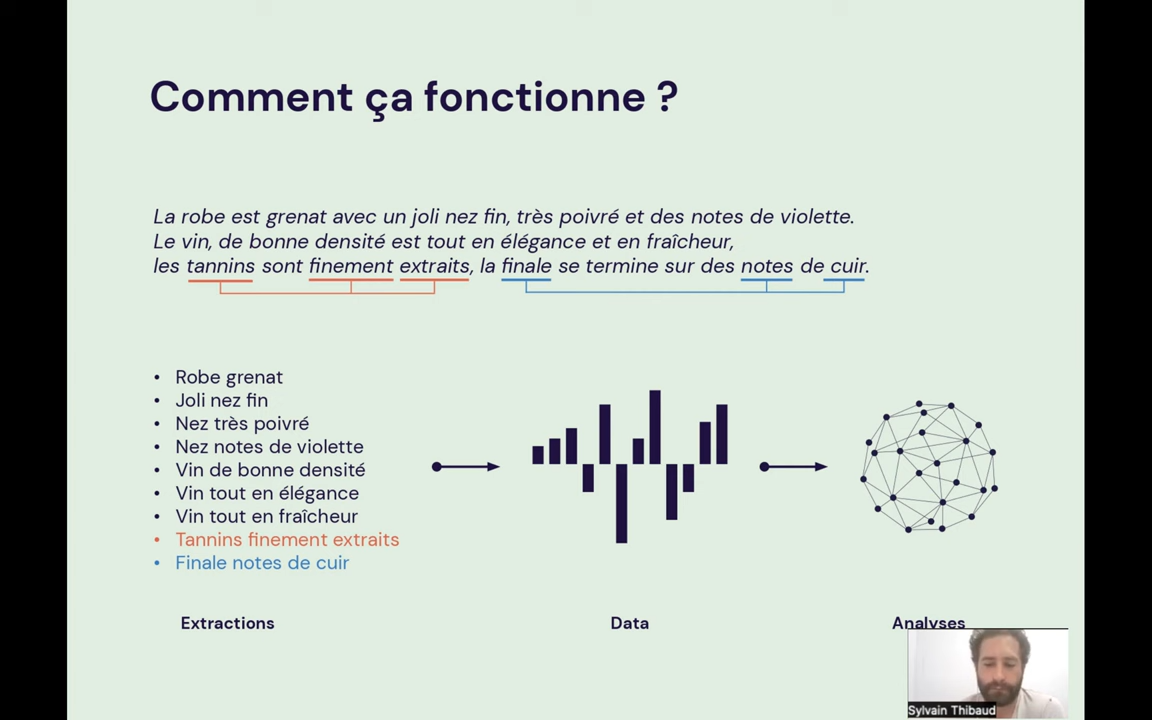 Comment ça fonctionne ?
La robe est grenat avec un joli nez fin, très poivré et des notes de violette.
Le vin, de bonne densité est tout en élégance et en fraîcheur,
les tannins sont finement extraits, la finale se termine sur des notes de cuir.
• Robe grenat
• Joli nez fin
• Nez très poivré
• Nez notes de violette
• Vin de bonne densité
• Vin tout en élégance
• Vin tout en fraîcheur
• Tannins finement extraits
• Finale notes de cuir
Extractions
Data
Analyses
Sylvain Thibaud